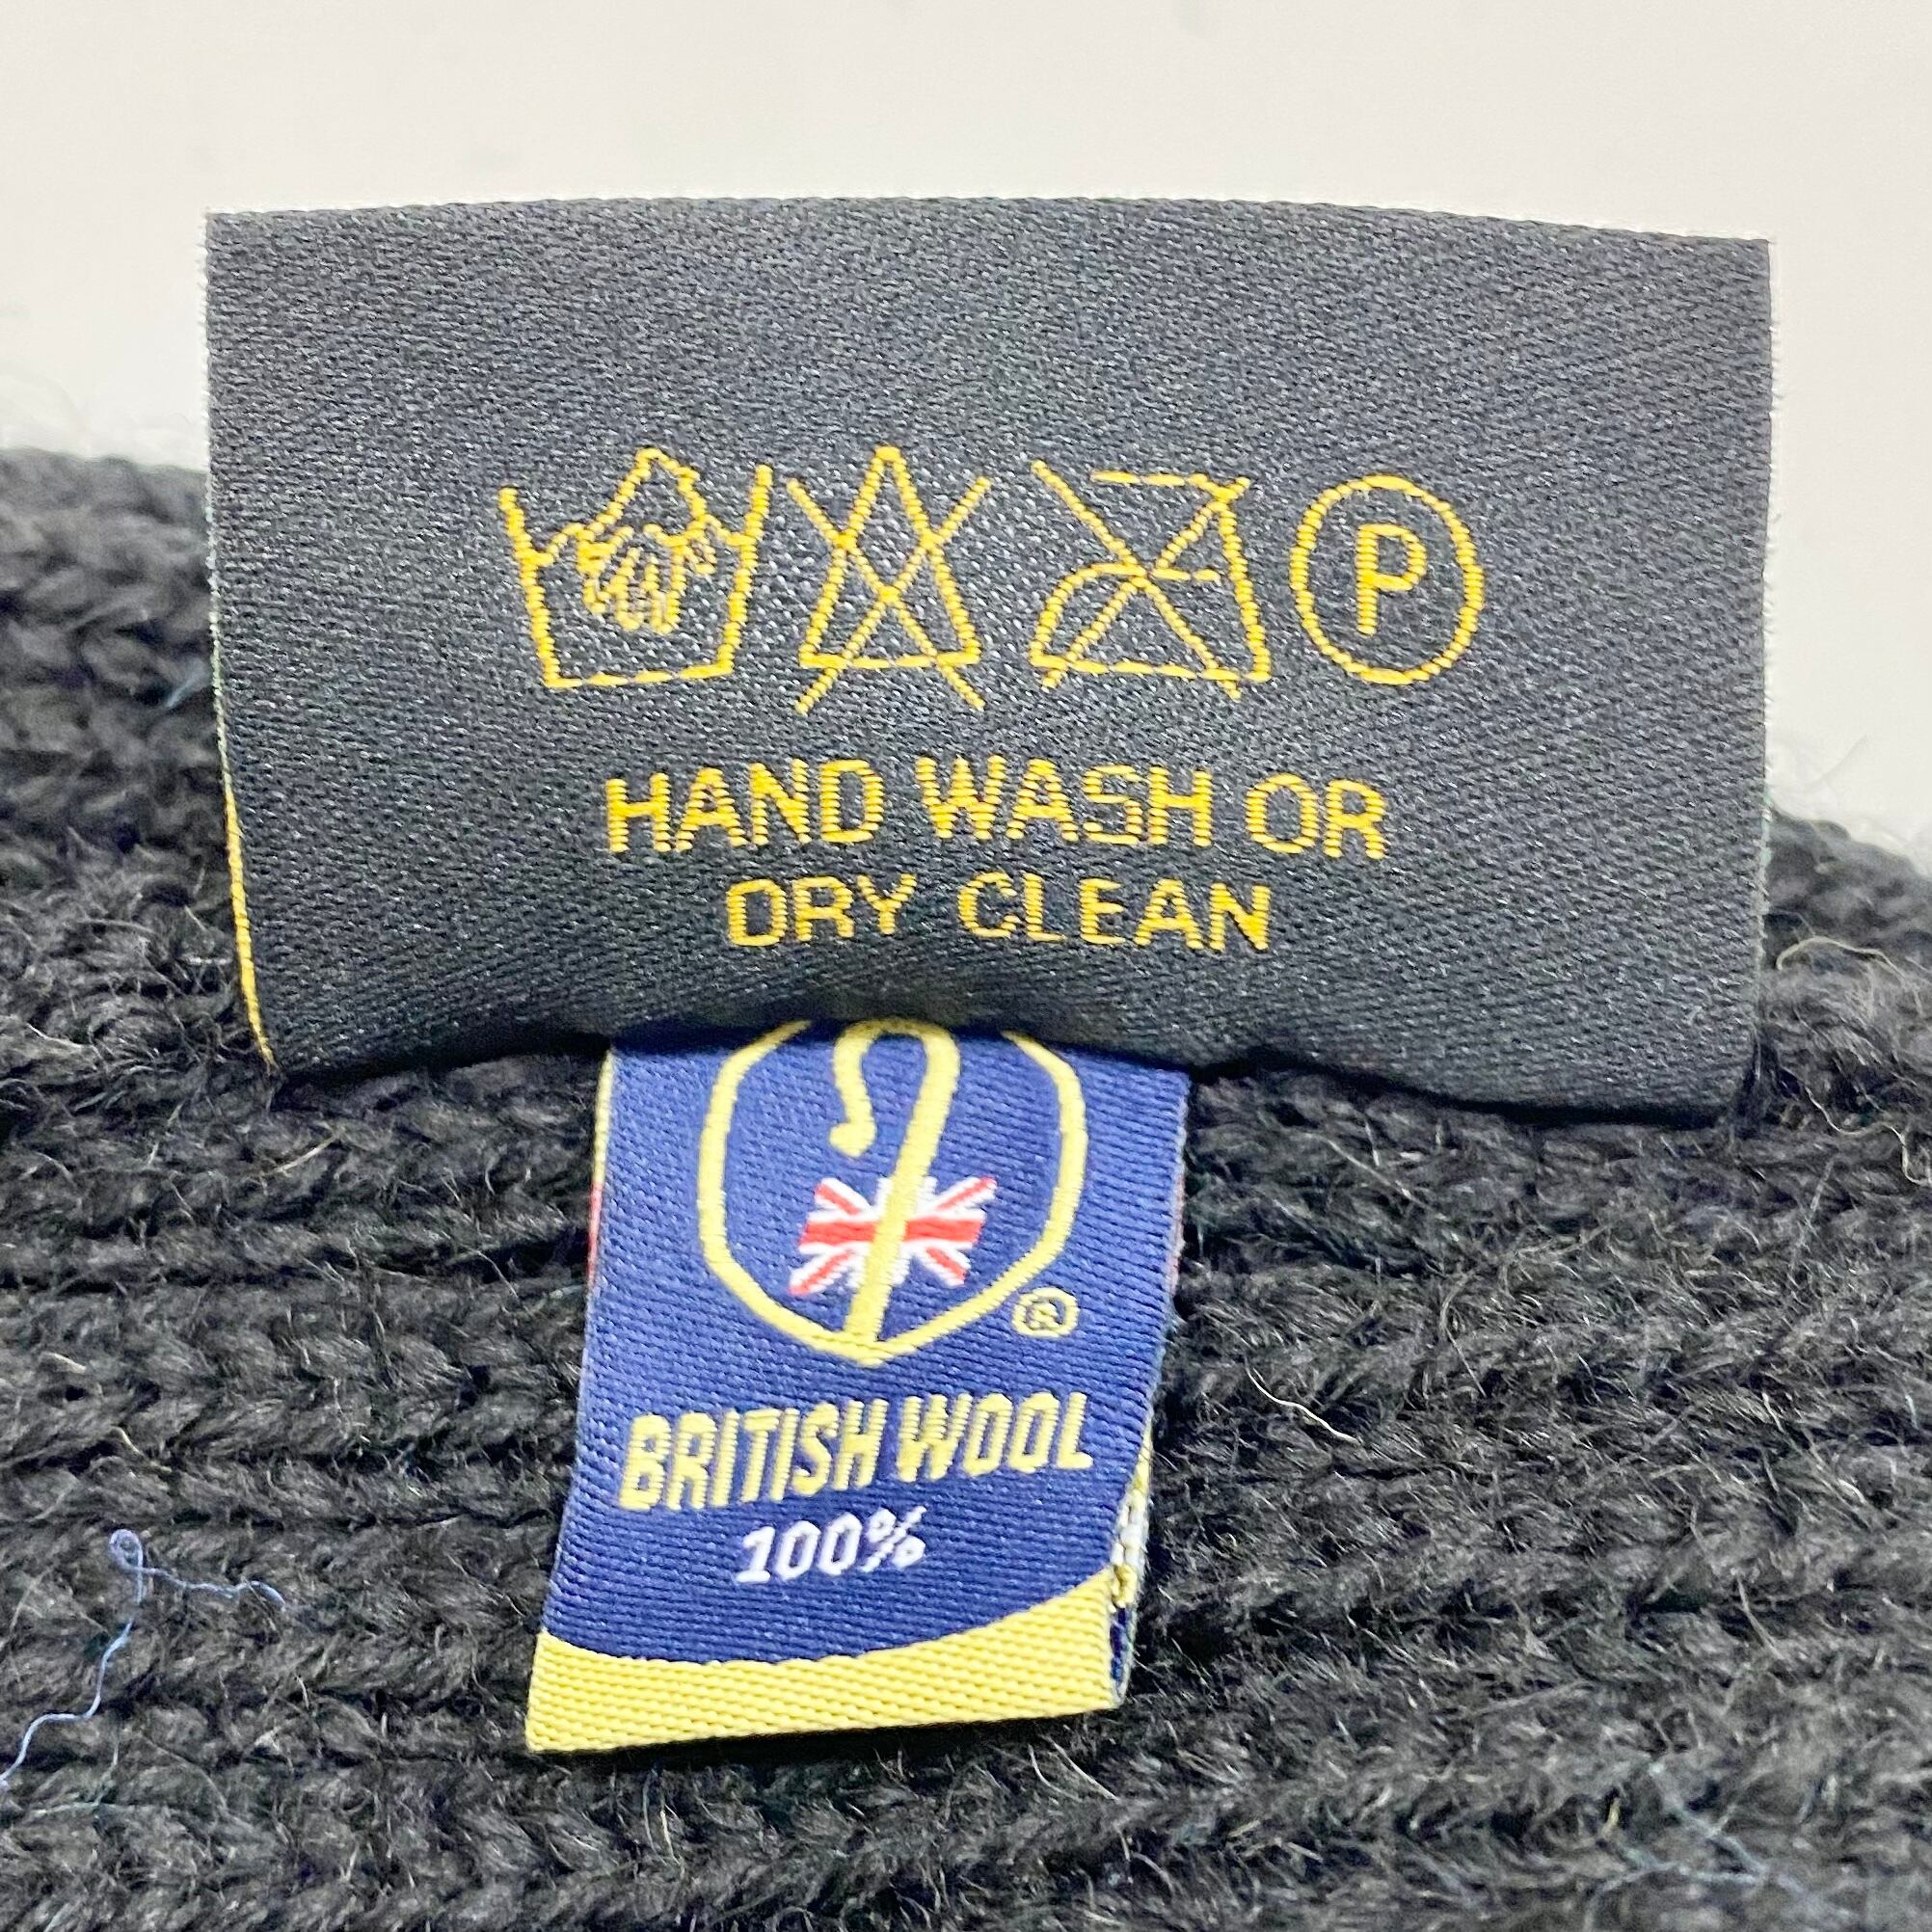 P
HAND WASH OR
DRY CLEAN
®
BRITISH WOOL
100%